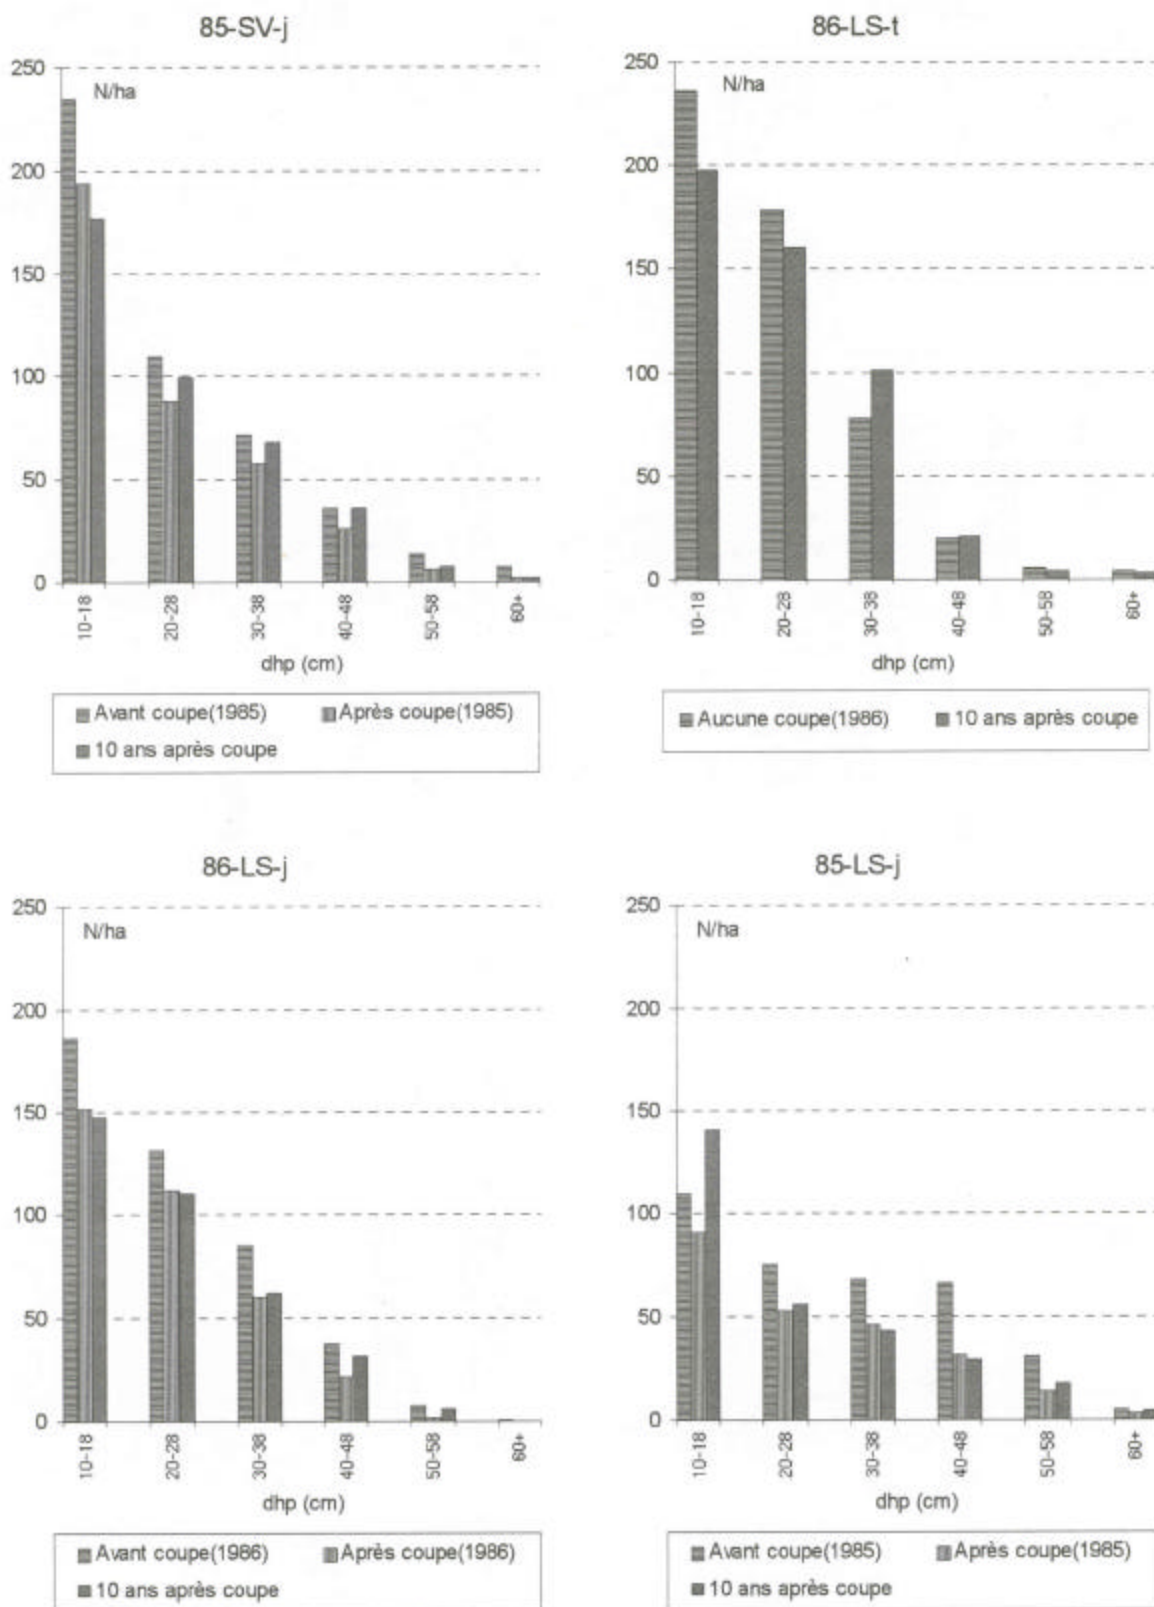 85-SV-j
250
N/ha
200
150
100
50
0
10-18
20-28
30-38
40-48
50-58
60+
dhp (cm)
Avant coupe(1985)
Après coupe(1985)
10 ans après coupe
86-LS-t
250
N/ha
200
150
100
50
0
10-18
20-28
30-38
40-48
50-58
60+
dhp (cm)
Aucune coupe(1986)
10 ans après coupe
86-LS-j
250
N/ha
200
150
100
50
0
10-18
20-28
30-38
40-48
50-58
60+
dhp (cm)
Avant coupe(1986)
Après coupe(1986)
10 ans après coupe
85-LS-j
250
N/ha
200
150
100
50
0
10-18
20-28
30-38
40-48
50-58
60+
dhp (cm)
Avant coupe(1985)
Après coupe(1985)
10 ans après coupe